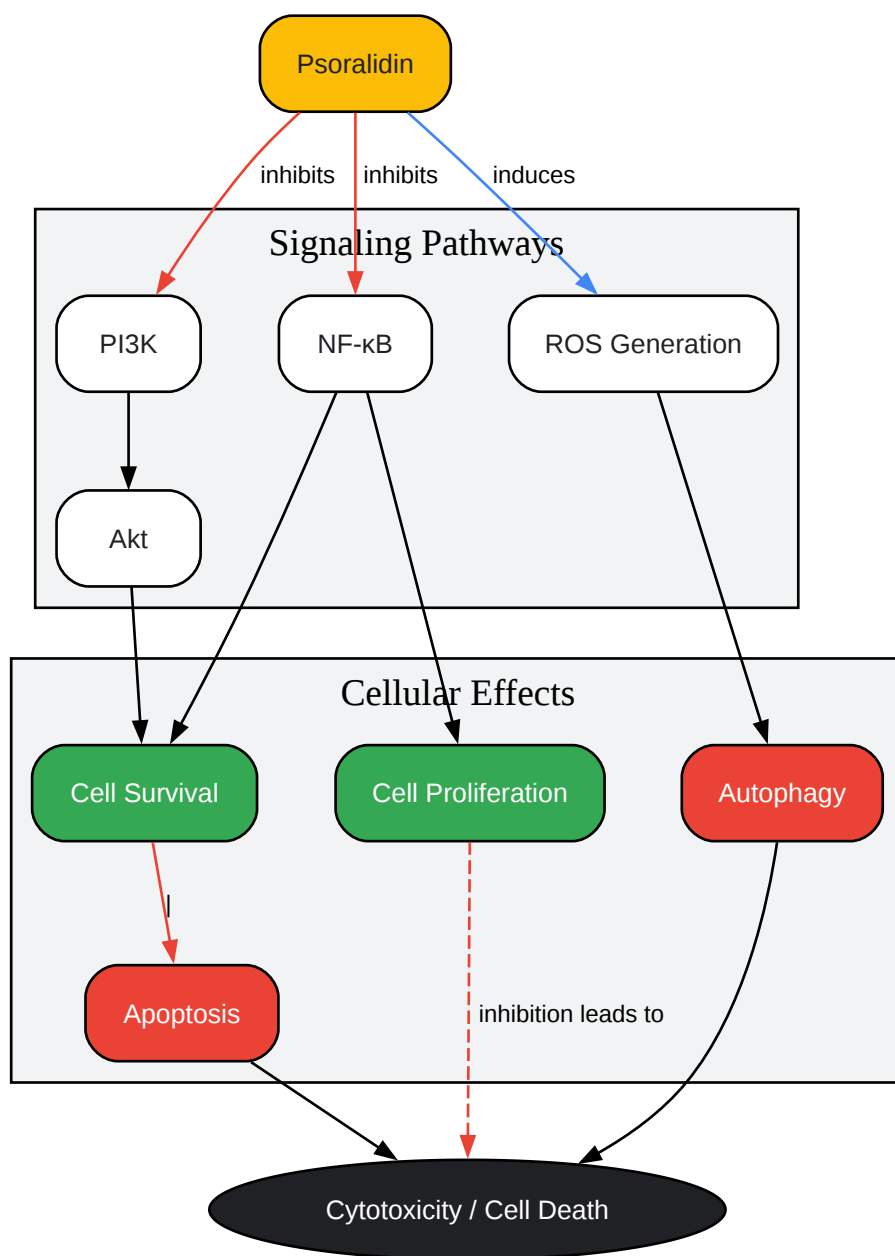 Psoralidin
inhibits
inhibits
induces
Signaling Pathways
PI3K
NF-κB
ROS Generation
Akt
Cellular Effects
Cell Survival
Cell Proliferation
Autophagy
|
Apoptosis
inhibition leads to
Cytotoxicity / Cell Death